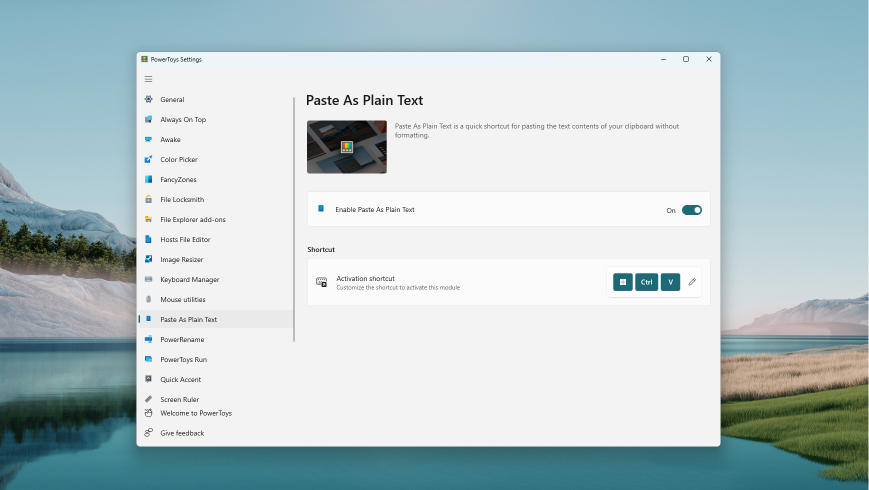 PowerToys Settings
General
Always On Top
Awake
Color Picker
FancyZones
File Locksmith
File Explorer add-ons
Hosts File Editor
Image Resizer
Keyboard Manager
Mouse utilities
Paste As Plain Text
PowerRename
PowerToys Run
Quick Accent
Screen Ruler
Welcome to PowerToys
Give feedback
Paste As Plain Text
Paste As Plain Text is a quick shortcut for pasting the text contents of your clipboard without
formatting.
Enable Paste As Plain Text
On
Shortcut
Activation shortcut
Customize the shortcut to activate this module
Ctrl V